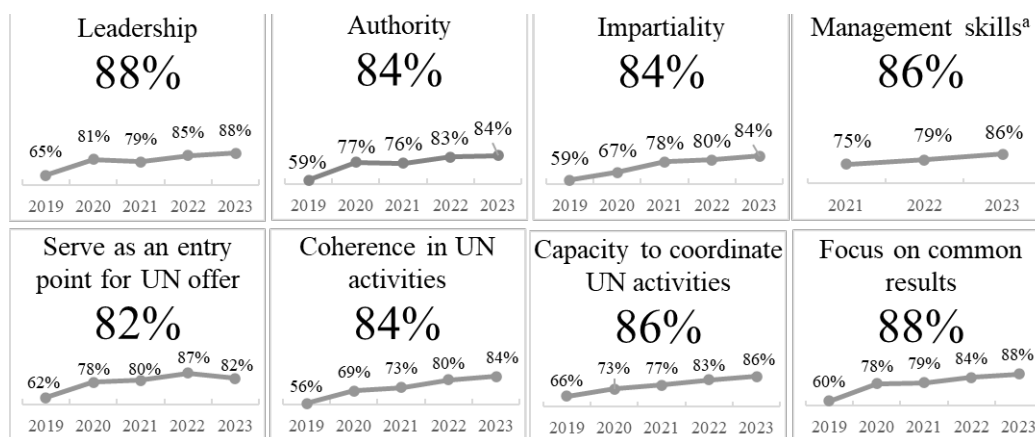 Leadership
88%
65%
81%
79%
85%
88%
2019 2020 2021 2022 2023
Authority
84%
59%
77%
76%
83%
84%
2019 2020 2021 2022 2023
Impartiality
84%
59%
67%
78%
80%
84%
2019 2020 2021 2022 2023
Management skillsᵃ
86%
75%
79%
86%
2021 2022 2023
Serve as an entry
point for UN offer
82%
62%
78%
80%
87%
82%
2019 2020 2021 2022 2023
Coherence in UN
activities
84%
56%
69%
73%
80%
84%
2019 2020 2021 2022 2023
Capacity to coordinate
UN activities
86%
66%
73%
77%
83%
86%
2019 2020 2021 2022 2023
Focus on common
results
88%
60%
78%
79%
84%
88%
2019 2020 2021 2022 2023